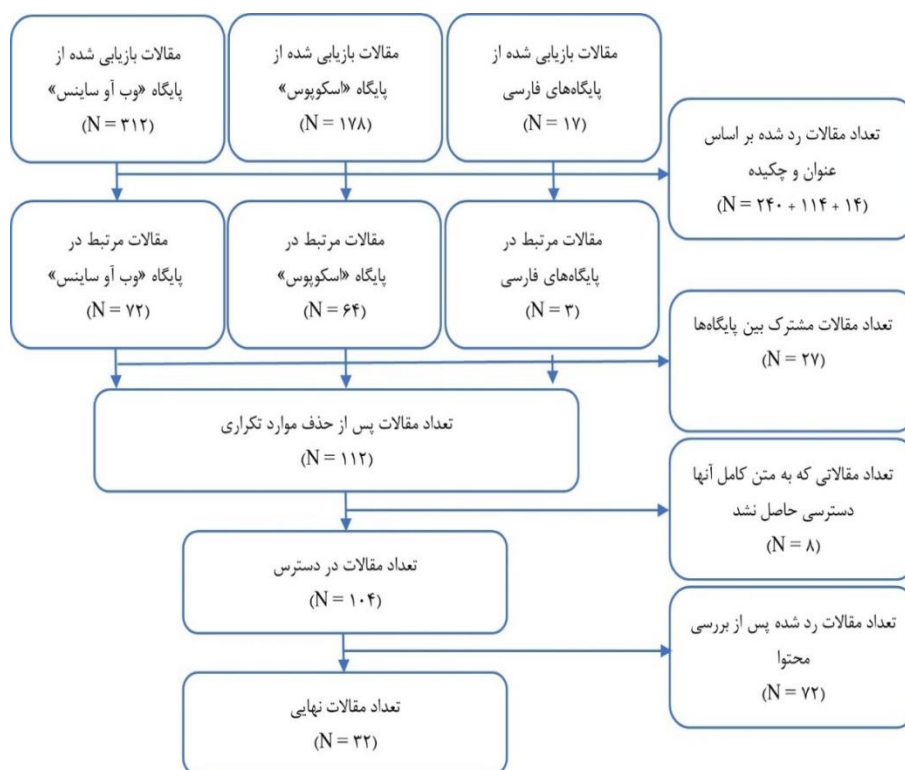 مقالات بازیابی شده از
پایگاه‌های فارسی
(N = ۱۷)
مقالات بازیابی شده از
پایگاه «اسکوپوس»
(N = ۱۷۸)
مقالات بازیابی شده از
پایگاه «وب آو ساینس»
(N = ۳۱۲)
تعداد مقالات رد شده بر اساس
عنوان و چکیده
(N = ۲۴۰ + ۱۱۴ + ۱۴)
مقالات مرتبط در
پایگاه‌های فارسی
(N = ۳)
مقالات مرتبط در
پایگاه «اسکوپوس»
(N = ۶۴)
مقالات مرتبط در
پایگاه «وب آو ساینس»
(N = ۷۲)
تعداد مقالات مشترک بین پایگاه‌ها
(N = ۲۷)
تعداد مقالات پس از حذف موارد تکراری
(N = ۱۱۲)
تعداد مقالاتی که به متن کامل آنها
دسترسی حاصل نشد
(N = ۸)
تعداد مقالات در دسترس
(N = ۱۰۴)
تعداد مقالات رد شده پس از بررسی
محتوا
(N = ۷۲)
تعداد مقالات نهایی
(N = ۳۲)